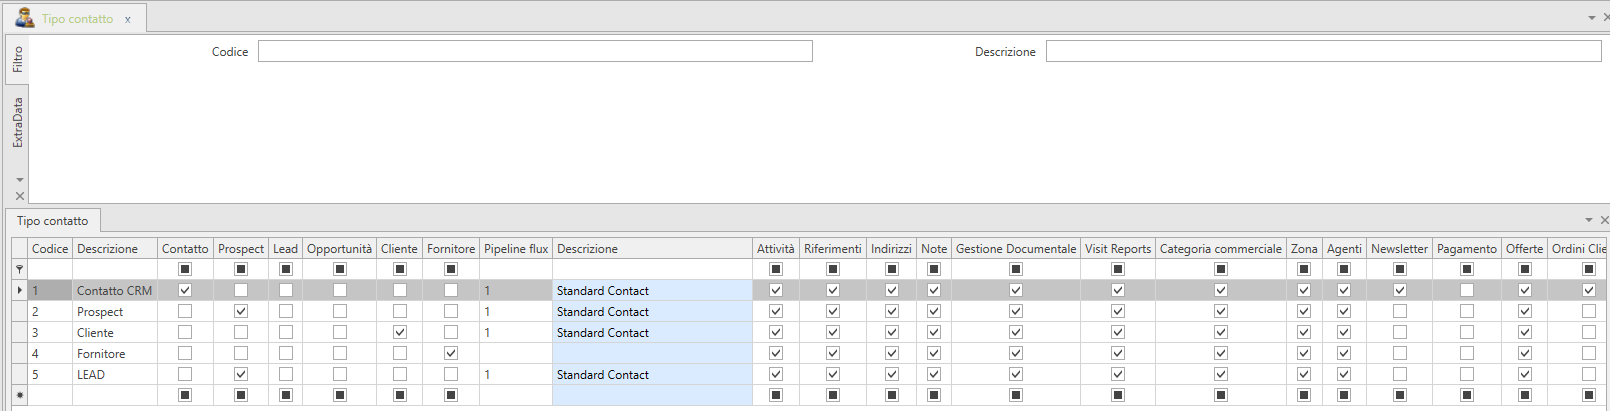 Tipo contatto x
Filtro
Codice
Descrizione
ExtraData
Tipo contatto
Codice Descrizione Contatto Prospect Lead Opportunità Cliente Fornitore Pipeline flux Descrizione Attività Riferimenti Indirizzi Note Gestione Documentale Visit Reports Categoria commerciale Zona Agenti Newsletter Pagamento Offerte Ordini Clie
1 Contatto CRM 1 Standard Contact
2 Prospect 1 Standard Contact
3 Cliente 1 Standard Contact
4 Fornitore
5 LEAD 1 Standard Contact